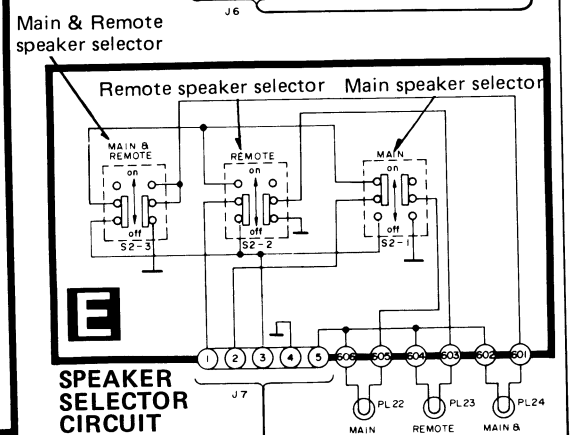 J6
Main & Remote
speaker selector
Remote speaker selector
Main speaker selector
MAIN &
REMOTE
on
off
S2-3
REMOTE
on
off
S2-2
MAIN
on
off
S2-1
E
1 2 3 4 5 606 605 604 603 602 601
SPEAKER
SELECTOR
CIRCUIT
J7
PL22
PL23
PL24
MAIN
REMOTE
MAIN &